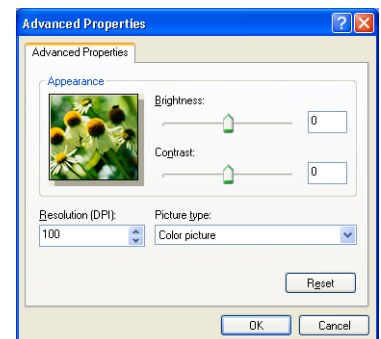 Advanced Properties
Advanced Properties
Appearance
Brightness:
0
Contrast:
0
Resolution (DPI):
Picture type:
100
Color picture
Reset
OK
Cancel